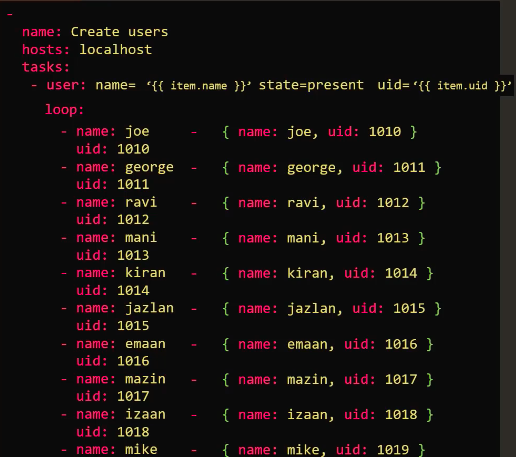 -
name: Create users
hosts: localhost
tasks:
- user: name= ‘{{ item.name }}’ state=present uid=‘{{ item.uid }}’
loop:
- name: joe - { name: joe, uid: 1010 }
uid: 1010
- name: george - { name: george, uid: 1011 }
uid: 1011
- name: ravi - { name: ravi, uid: 1012 }
uid: 1012
- name: mani - { name: mani, uid: 1013 }
uid: 1013
- name: kiran - { name: kiran, uid: 1014 }
uid: 1014
- name: jazlan - { name: jazlan, uid: 1015 }
uid: 1015
- name: emaan - { name: emaan, uid: 1016 }
uid: 1016
- name: mazin - { name: mazin, uid: 1017 }
uid: 1017
- name: izaan - { name: izaan, uid: 1018 }
uid: 1018
- name: mike - { name: mike, uid: 1019 }